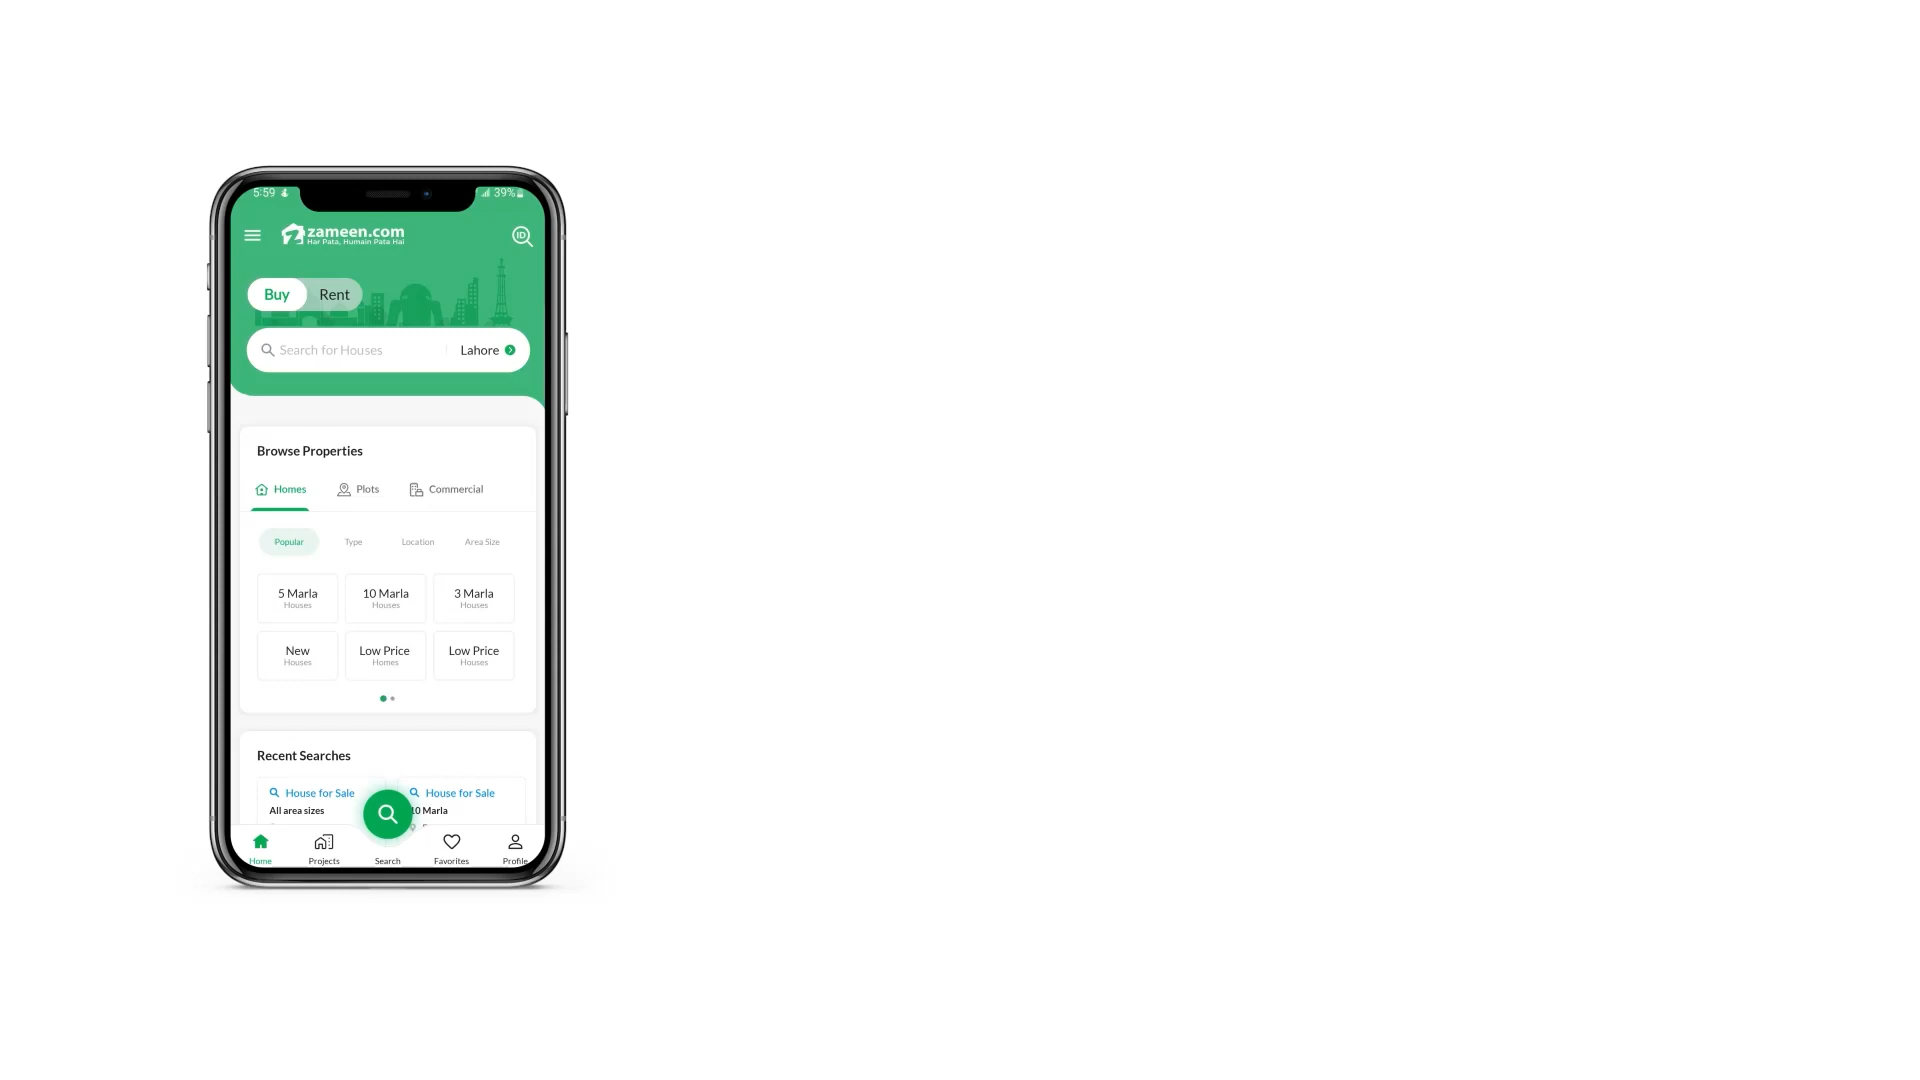 5:59 39%
zameen.com
Har Pata, Humain Pata Hai
ID
Buy Rent
Search for Houses Lahore
Browse Properties
Homes Plots Commercial
Popular Type Location Area Size
5 Marla 10 Marla 3 Marla
Houses Houses Houses
New Low Price Low Price
Houses Homes Houses
Recent Searches
House for Sale House for Sale
All area sizes 10 Marla
Home Projects Search Favorites Profile